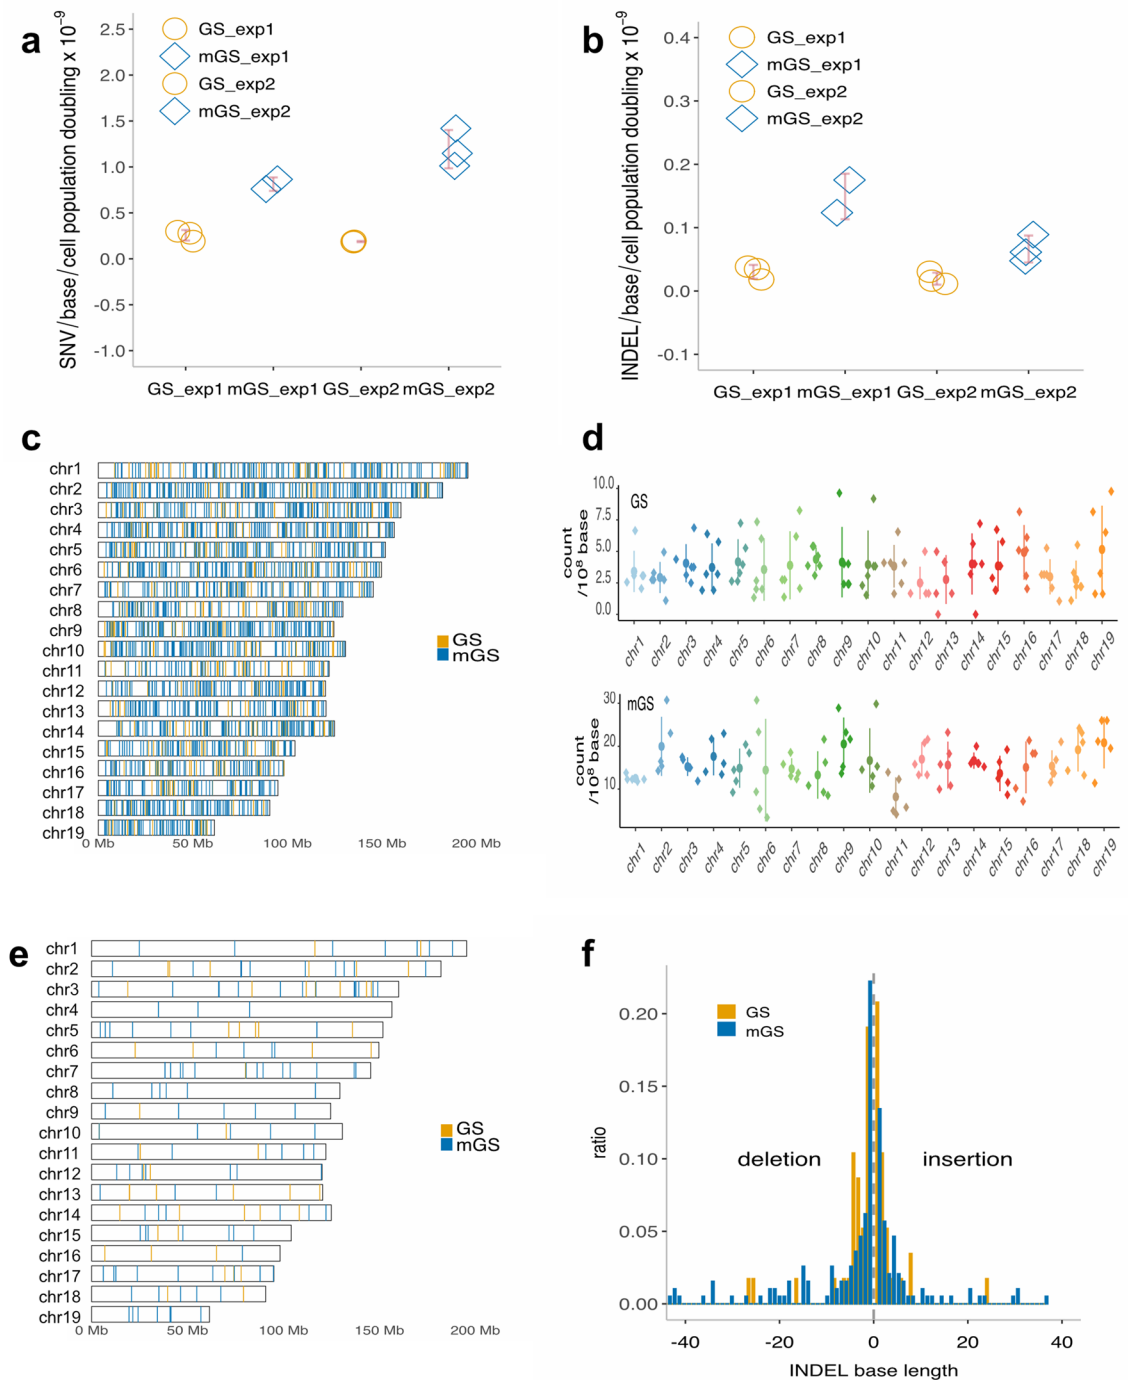 a
SNV/base/cell population doubling x 10⁻⁹
2.5
2.0
1.5
1.0
0.5
0.0
-0.5
-1.0
GS_exp1
mGS_exp1
GS_exp2
mGS_exp2
GS_exp1 mGS_exp1 GS_exp2 mGS_exp2
b
INDEL/base/cell population doubling x 10⁻⁹
0.4
0.3
0.2
0.1
0.0
-0.1
GS_exp1
mGS_exp1
GS_exp2
mGS_exp2
GS_exp1 mGS_exp1 GS_exp2 mGS_exp2
c
chr1
chr2
chr3
chr4
chr5
chr6
chr7
chr8
chr9
chr10
chr11
chr12
chr13
chr14
chr15
chr16
chr17
chr18
chr19
0 Mb 50 Mb 100 Mb 150 Mb 200 Mb
GS
mGS
d
count
/10⁸ base
10.0
7.5
5.0
2.5
0.0
GS
chr1 chr2 chr3 chr4 chr5 chr6 chr7 chr8 chr9 chr10 chr11 chr12 chr13 chr14 chr15 chr16 chr17 chr18 chr19
count
/10⁸ base
30
20
10
mGS
chr1 chr2 chr3 chr4 chr5 chr6 chr7 chr8 chr9 chr10 chr11 chr12 chr13 chr14 chr15 chr16 chr17 chr18 chr19
e
chr1
chr2
chr3
chr4
chr5
chr6
chr7
chr8
chr9
chr10
chr11
chr12
chr13
chr14
chr15
chr16
chr17
chr18
chr19
0 Mb 50 Mb 100 Mb 150 Mb 200 Mb
GS
mGS
f
ratio
0.20
0.15
0.10
0.05
0.00
GS
mGS
deletion
insertion
-40 -20 0 20 40
INDEL base length